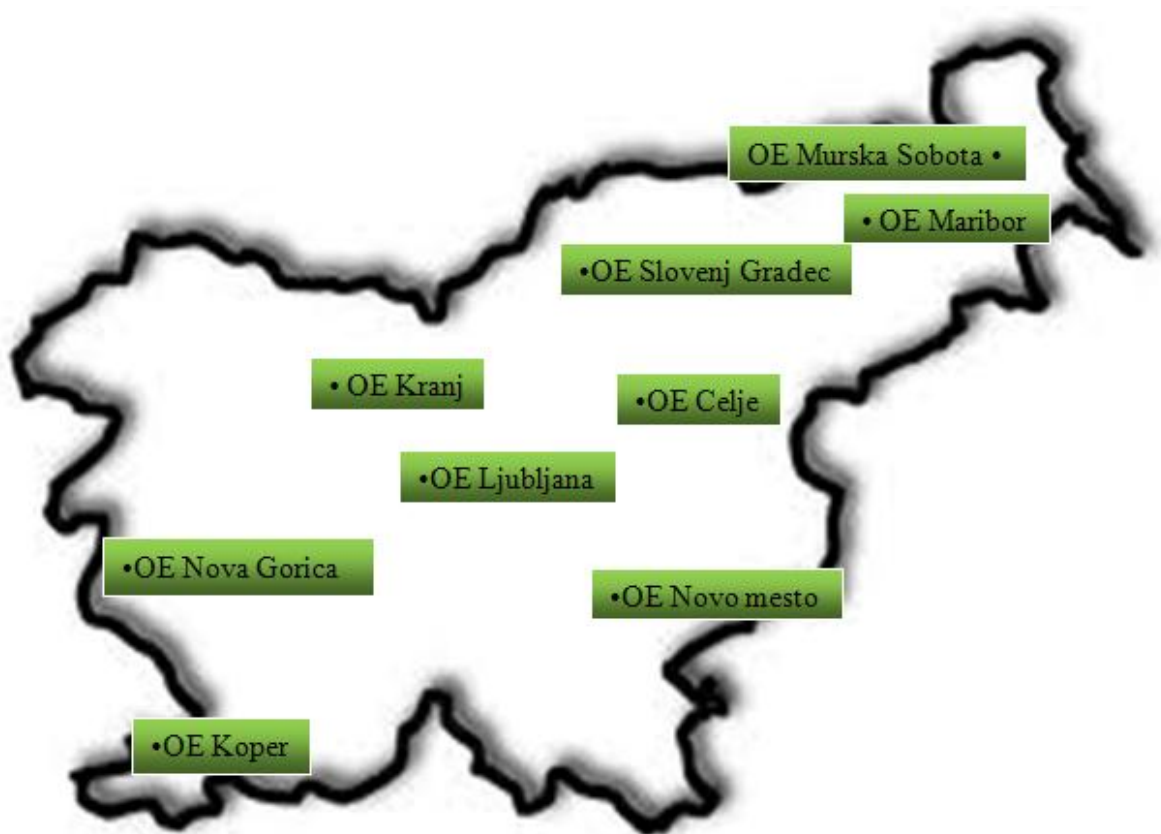 OE Murska Sobota •
• OE Maribor
•OE Slovenj Gradec
• OE Kranj
•OE Celje
•OE Ljubljana
•OE Nova Gorica
•OE Novo mesto
•OE Koper